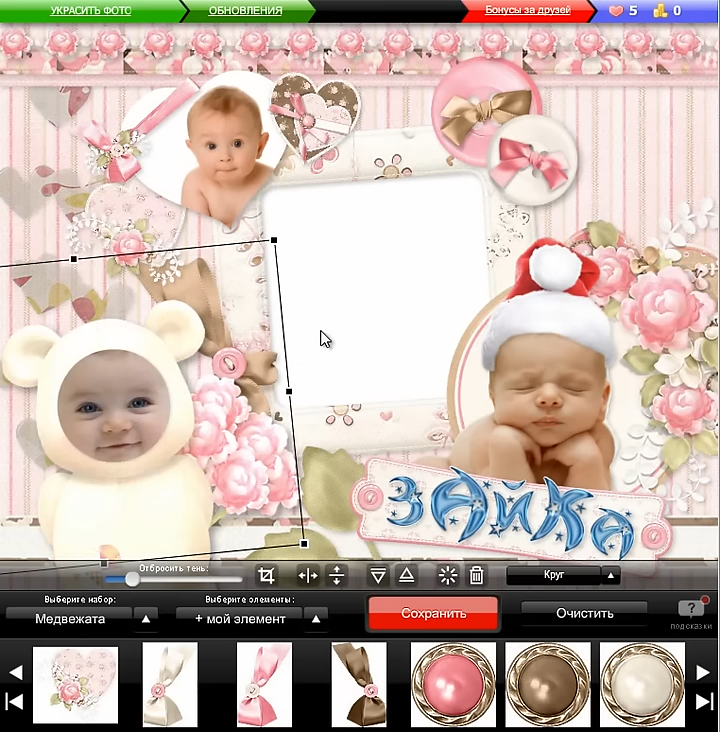 УКРАСИТЬ ФОТО
ОБНОВЛЕНИЯ
Бонусы за друзей
5
0
ЗАйКА
Отбросить тень:
Круг
Выберите набор:
Выберите элементы:
Медвежата
+ мой элемент
Сохранить
Очистить
?
подсказки